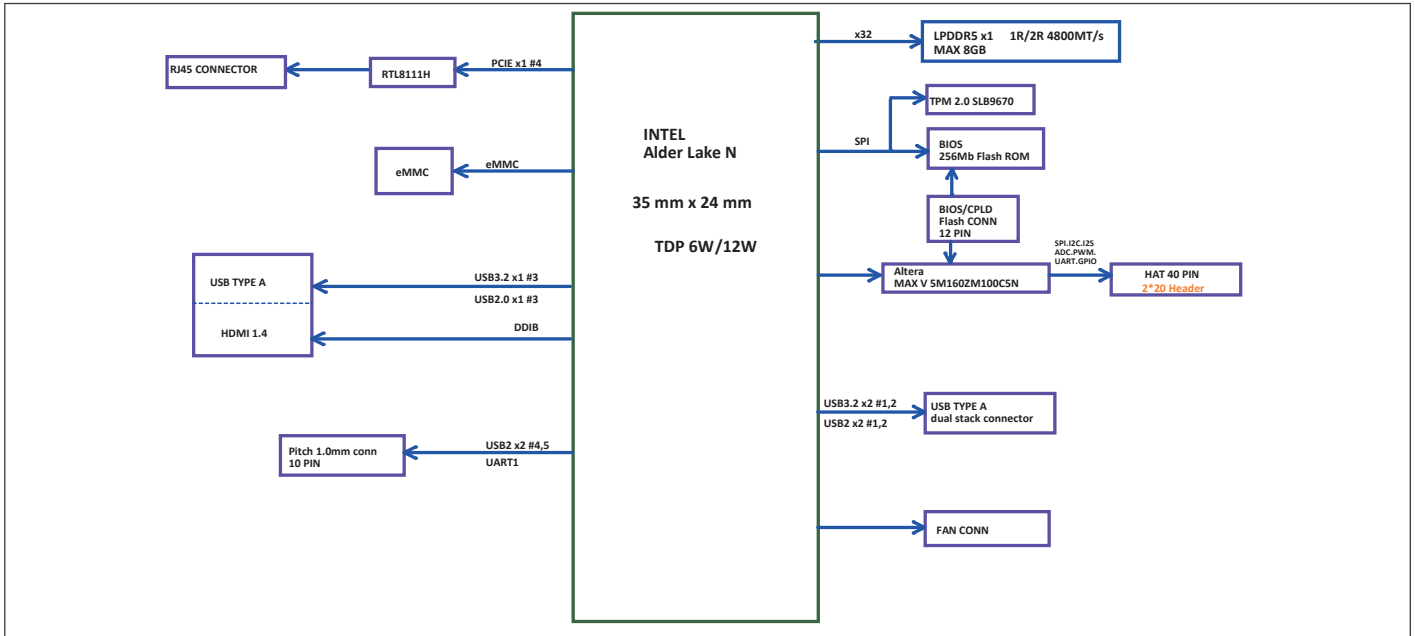 RJ45 CONNECTOR
RTL8111H
PCIE x1 #4
eMMC
eMMC
USB TYPE A
HDMI 1.4
USB3.2 x1 #3
USB2.0 x1 #3
DDIB
Pitch 1.0mm conn
10 PIN
USB2 x2 #4,5
UART1
INTEL
Alder Lake N
35 mm x 24 mm
TDP 6W/12W
x32
LPDDR5 x1 1R/2R 4800MT/s
MAX 8GB
TPM 2.0 SLB9670
SPI
BIOS
256Mb Flash ROM
BIOS/CPLD
Flash CONN
12 PIN
Altera
MAX V 5M160ZM100C5N
SPI.I2C.I2S
ADC.PWM.
UART.GPIO
HAT 40 PIN
2*20 Header
USB3.2 x2 #1,2
USB2 x2 #1,2
USB TYPE A
dual stack connector
FAN CONN